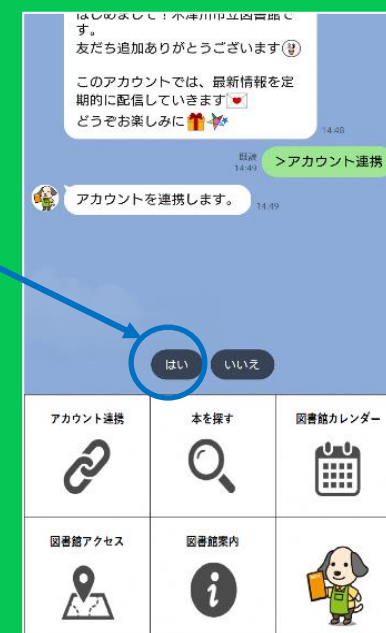 はじめまして！木津川市立図書館で
す。
友だち追加ありがとうございます
このアカウントでは、最新情報を定
期的に配信していきます
どうぞお楽しみに
14:48
既読
14:49
>アカウント連携
アカウントを連携します。
14:49
はい
いいえ
アカウント連携
本を探す
図書館カレンダー
図書館アクセス
図書館案内